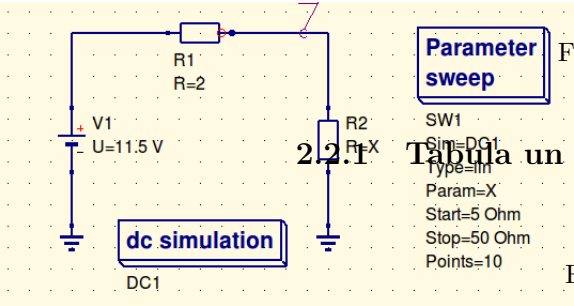 R1
R=2
V1
U=11.5 V
R2
R=X
dc simulation
DC1
Parameter
sweep
SW1
Sim=DC1
Type=lin
Param=X
Start=5 Ohm
Stop=50 Ohm
Points=10
2.2.1 Tabula un
F